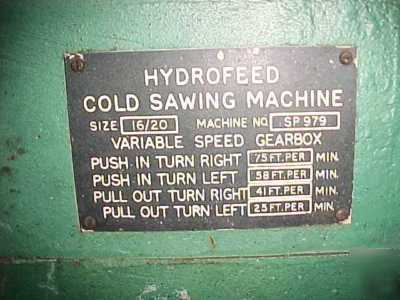 HYDROFEED
COLD SAWING MACHINE
SIZE 16/20 MACHINE NO. SP 979
VARIABLE SPEED GEARBOX
PUSH IN TURN RIGHT 75 FT. PER MIN.
PUSH IN TURN LEFT 58 FT. PER MIN.
PULL OUT TURN RIGHT 41 FT. PER MIN.
PULL OUT TURN LEFT 25 FT. PER MIN.